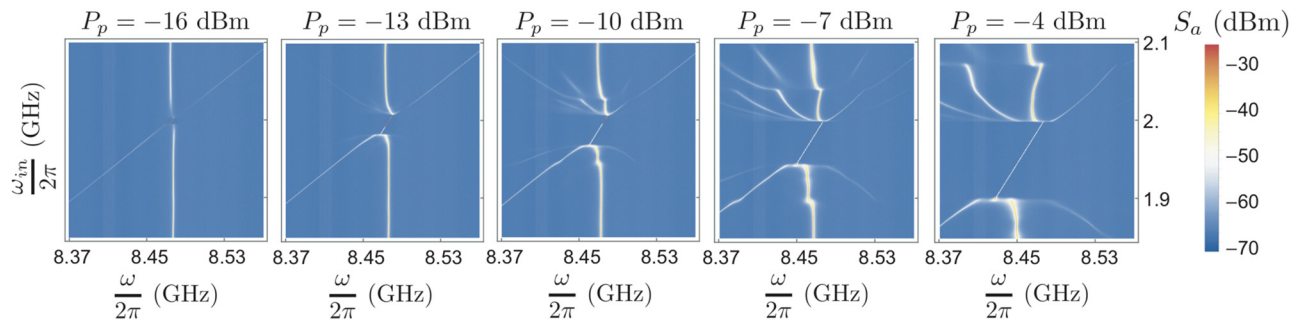 P_p = −16 dBm P_p = −13 dBm P_p = −10 dBm P_p = −7 dBm P_p = −4 dBm S_a (dBm)
2.1
−30
−40
ω_in/2π (GHz)
2.
−50
−60
1.9
−70
8.37 8.45 8.53 8.37 8.45 8.53 8.37 8.45 8.53 8.37 8.45 8.53 8.37 8.45 8.53
ω/2π (GHz) ω/2π (GHz) ω/2π (GHz) ω/2π (GHz) ω/2π (GHz)